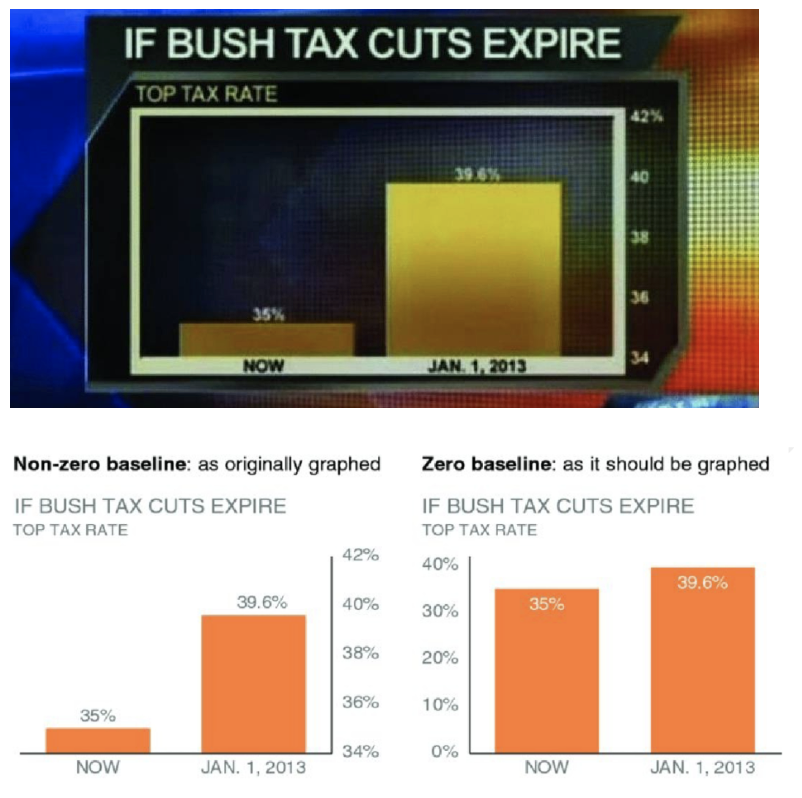 IF BUSH TAX CUTS EXPIRE
TOP TAX RATE
42%
39.6%
40
38
36
35%
34
NOW JAN. 1, 2013
Non-zero baseline: as originally graphed
IF BUSH TAX CUTS EXPIRE
TOP TAX RATE
42%
39.6%
40%
38%
36%
35%
34%
NOW JAN. 1, 2013
Zero baseline: as it should be graphed
IF BUSH TAX CUTS EXPIRE
TOP TAX RATE
40%
39.6%
35%
30%
20%
10%
0%
NOW JAN. 1, 2013